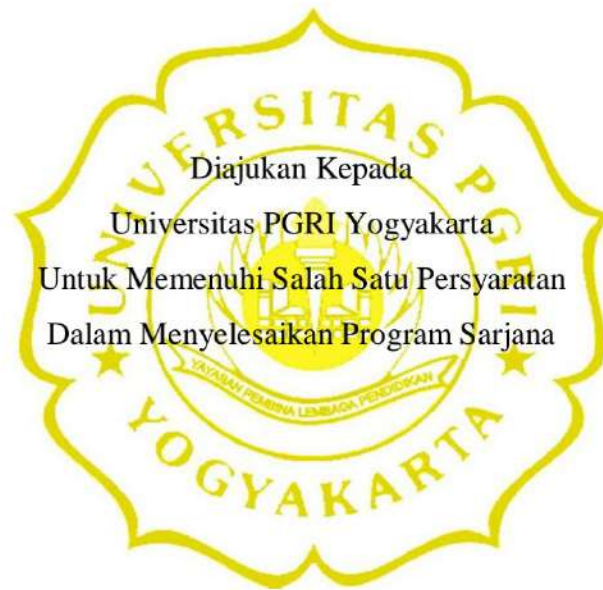 UNIVERSITAS PGRI
Diajukan Kepada
Universitas PGRI Yogyakarta
Untuk Memenuhi Salah Satu Persyaratan
Dalam Menyelesaikan Program Sarjana
YAYASAN PEMBINA LEMBAGA PENDIDIKAN
YOGYAKARTA